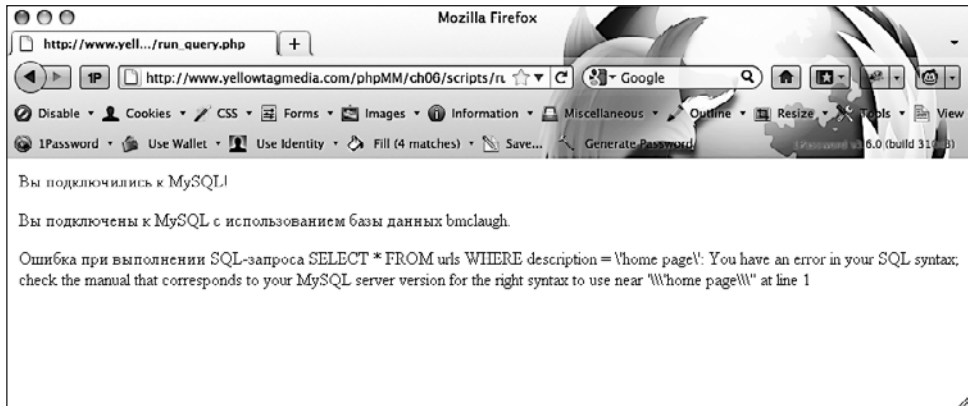 Mozilla Firefox
http://www.yell.../run_query.php
1P http://www.yellowtagmedia.com/phpMM/ch06/scripts/ru Google
Disable Cookies CSS Forms Images Information Miscellaneous Outline Resize Tools View
1Password Use Wallet Use Identity Fill (4 matches) Save... Generate Password (build
Вы подключились к MySQL!
Вы подключены к MySQL с использованием базы данных bmclaugh.
Ошибка при выполнении SQL-запроса SELECT * FROM urls WHERE description = \'home page\': You have an error in your SQL syntax;
check the manual that corresponds to your MySQL server version for the right syntax to use near '\\\'home page\\\'' at line 1